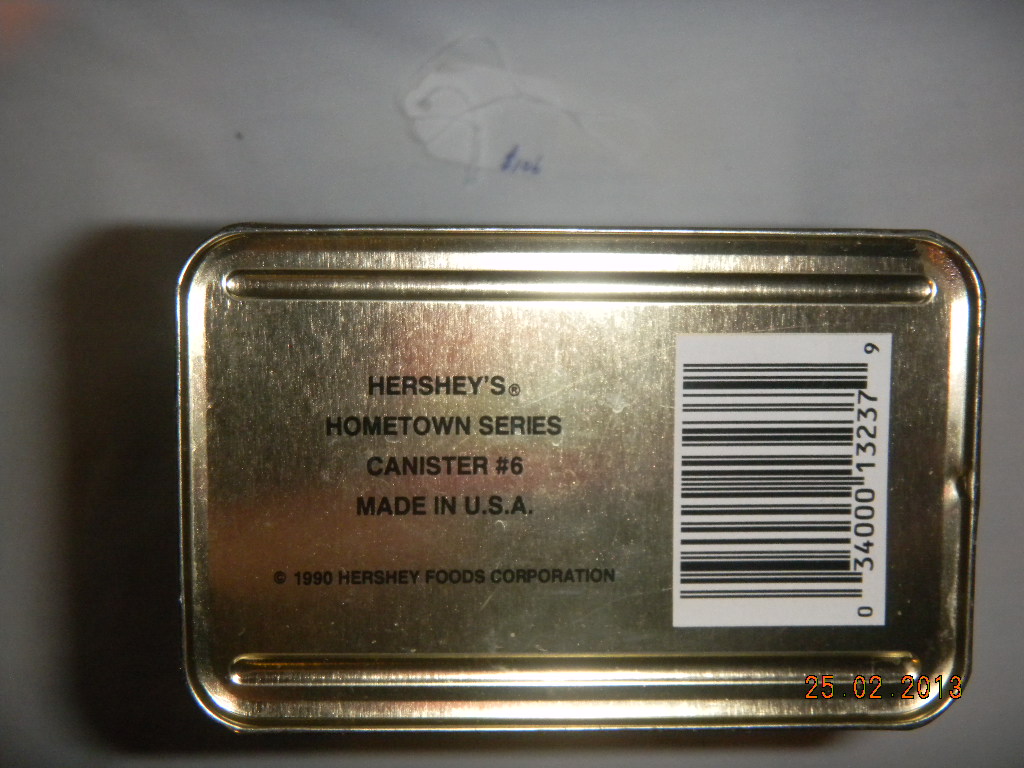 HERSHEY'S®
HOMETOWN SERIES
CANISTER #6
MADE IN U.S.A.
© 1990 HERSHEY FOODS CORPORATION
0 34000 13237 9
25.02.2013